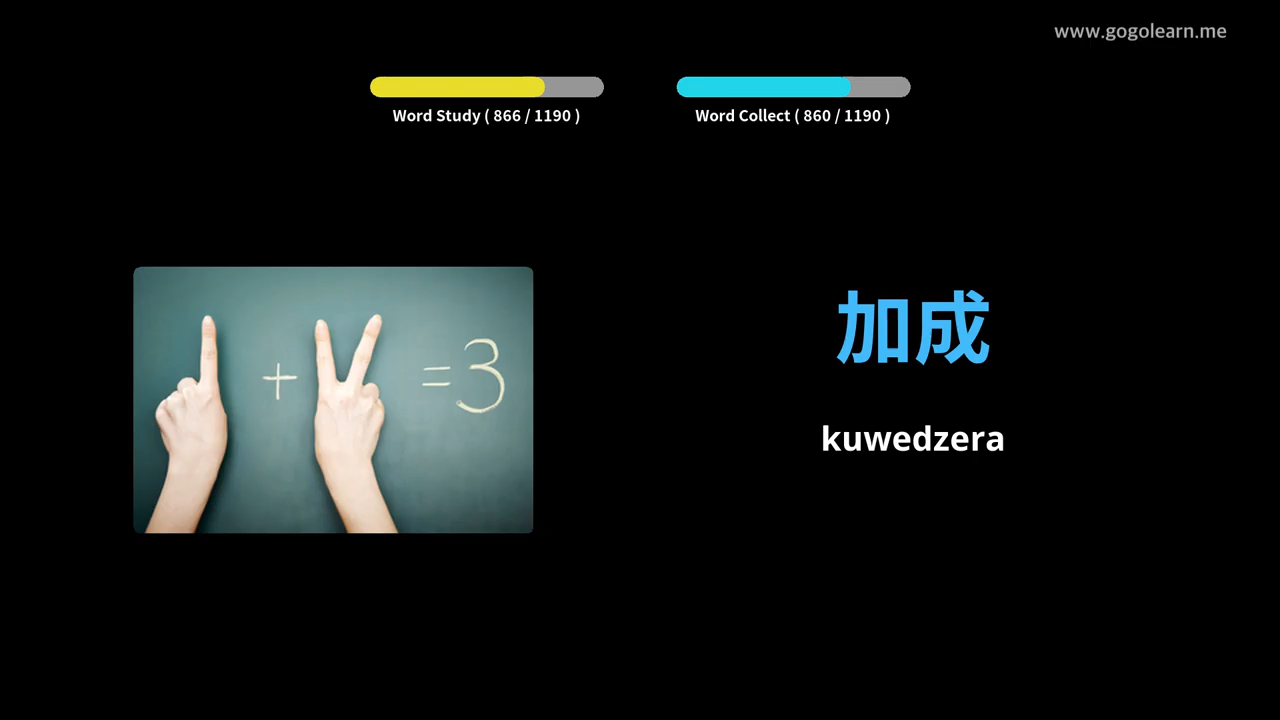 www.gogolearn.me
Word Study ( 866 / 1190 )
Word Collect ( 860 / 1190 )
+ = 3
加成
kuwedzera